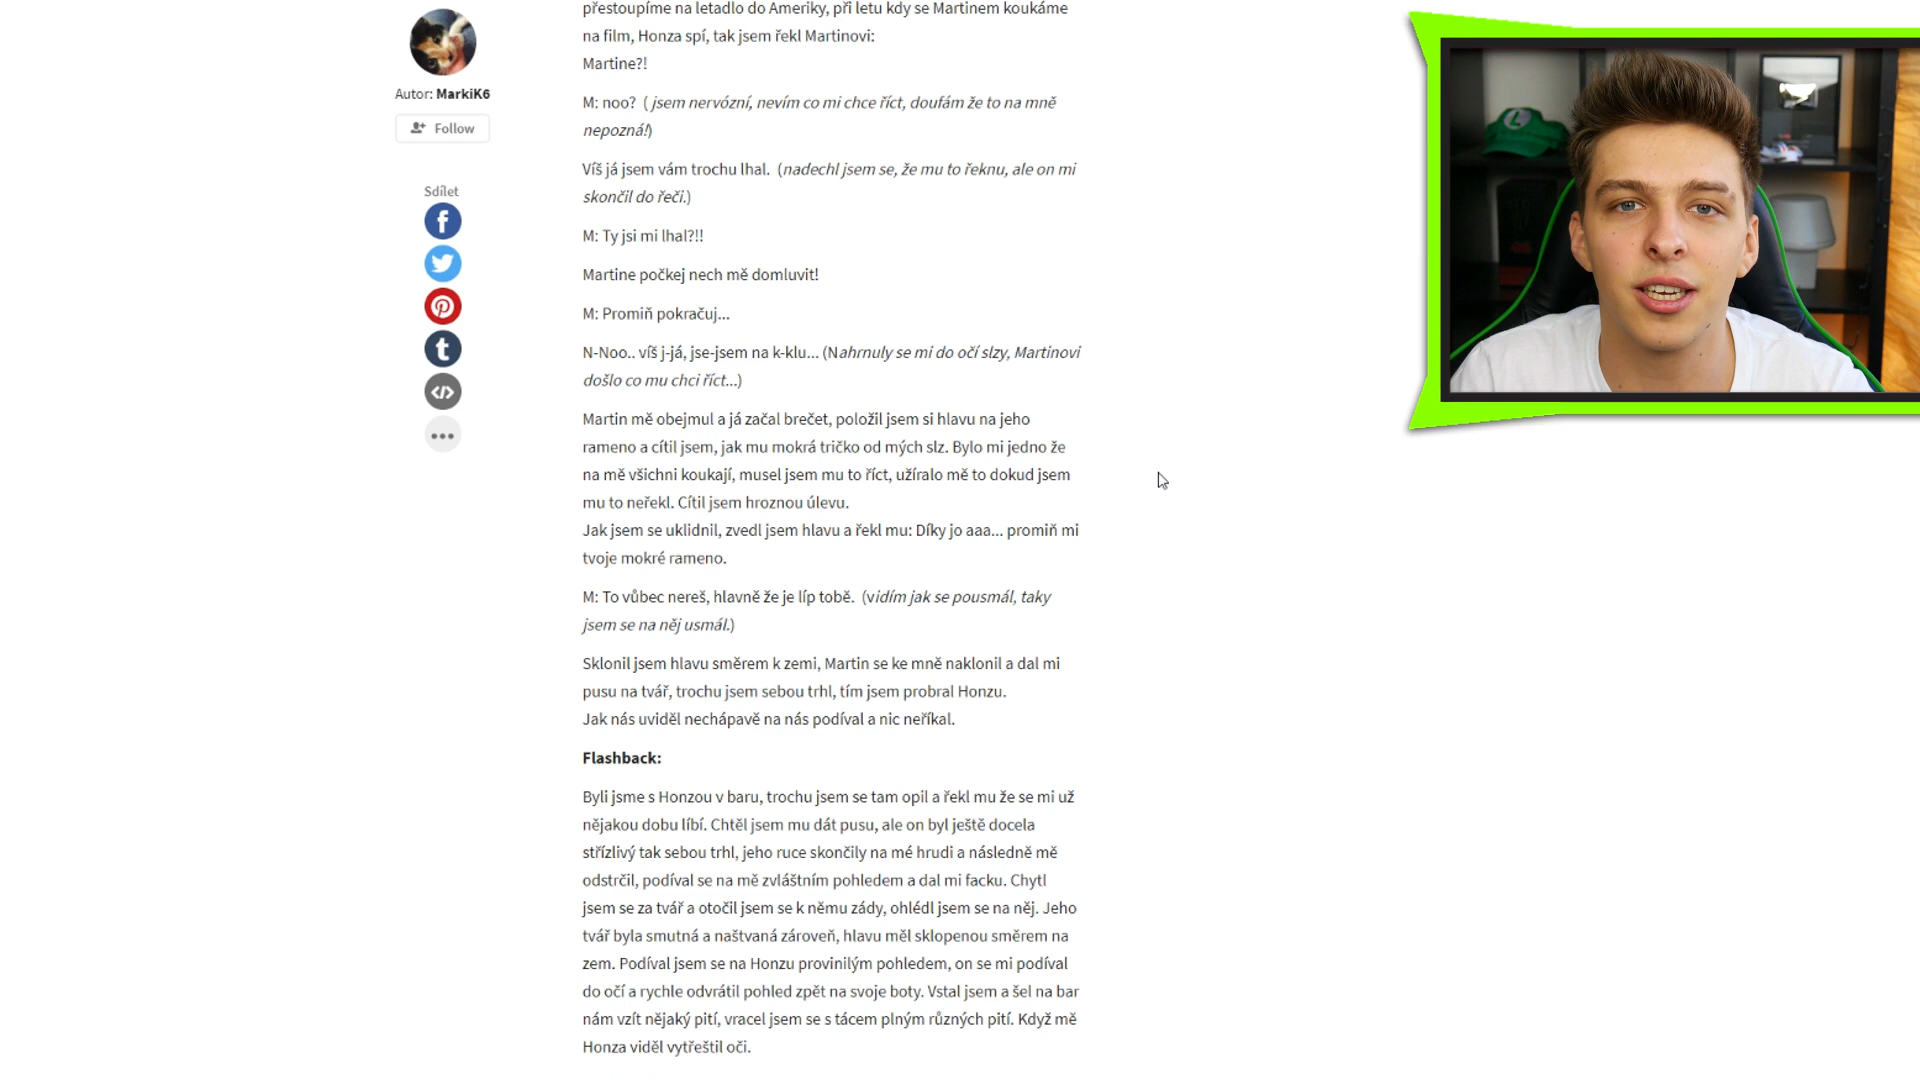 přestoupíme na letadlo do Ameriky, při letu kdy se Martinem koukáme
na film, Honza spí, tak jsem řekl Martinovi:
Martine?!
M: noo?  ( jsem nervózní, nevím co mi chce říct, doufám že to na mně
nepozná!)
Víš já jsem vám trochu lhal.  (nadechl jsem se, že mu to řeknu, ale on mi
skončil do řeči.)
M: Ty jsi mi lhal?!!
Martine počkej nech mě domluvit!
M: Promiň pokračuj...
N-Noo.. víš j-já, jse-jsem na k-klu... (Nahrnuly se mi do očí slzy, Martinovi
došlo co mu chci říct...)
Martin mě obejmul a já začal brečet, položil jsem si hlavu na jeho
rameno a cítil jsem, jak mu mokrá tričko od mých slz. Bylo mi jedno že
na mě všichni koukají, musel jsem mu to říct, užíralo mě to dokud jsem
mu to neřekl. Cítil jsem hroznou úlevu.
Jak jsem se uklidnil, zvedl jsem hlavu a řekl mu: Díky jo aaa... promiň mi
tvoje mokré rameno.
M: To vůbec nereš, hlavně že je líp tobě.  (vidím jak se pousmál, taky
jsem se na něj usmál.)
Sklonil jsem hlavu směrem k zemi, Martin se ke mně naklonil a dal mi
pusu na tvář, trochu jsem sebou trhl, tím jsem probral Honzu.
Jak nás uviděl nechápavě na nás podíval a nic neříkal.
Flashback:
Byli jsme s Honzou v baru, trochu jsem se tam opil a řekl mu že se mi už
nějakou dobu líbí. Chtěl jsem mu dát pusu, ale on byl ještě docela
střízlivý tak sebou trhl, jeho ruce skončily na mé hrudi a následně mě
odstrčil, podíval se na mě zvláštním pohledem a dal mi facku. Chytl
jsem se za tvář a otočil jsem se k němu zády, ohlédl jsem se na něj. Jeho
tvář byla smutná a naštvaná zároveň, hlavu měl sklopenou směrem na
zem. Podíval jsem se na Honzu provinilým pohledem, on se mi podíval
do očí a rychle odvrátil pohled zpět na svoje boty. Vstal jsem a šel na bar
nám vzít nějaký pití, vracel jsem se s tácem plným různých pití. Když mě
Honza viděl vytřeštil oči.
Autor: MarkiK6
Follow
Sdílet
L